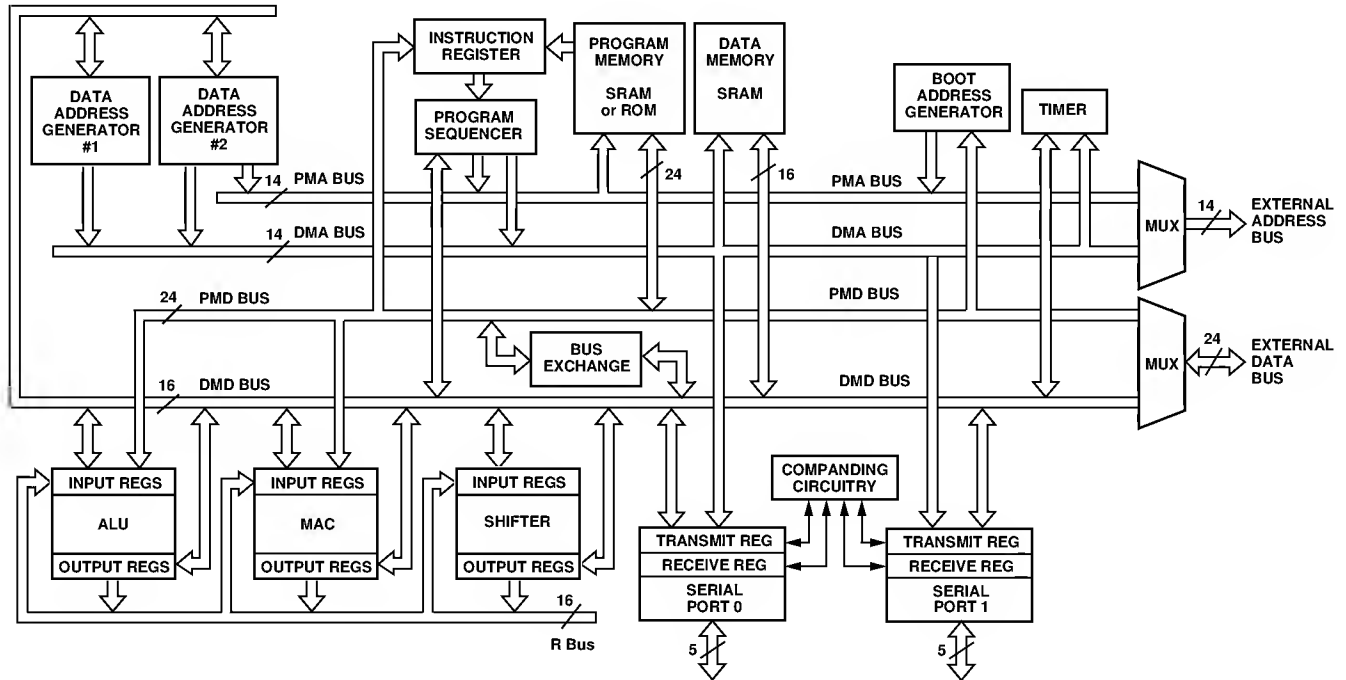 DATA
ADDRESS
GENERATOR
#1
DATA
ADDRESS
GENERATOR
#2
INSTRUCTION
REGISTER
PROGRAM
SEQUENCER
PROGRAM
MEMORY
SRAM
or ROM
DATA
MEMORY
SRAM
BOOT
ADDRESS
GENERATOR
TIMER
24
16
14
PMA BUS
PMA BUS
14
DMA BUS
DMA BUS
MUX
14
EXTERNAL
ADDRESS
BUS
24
PMD BUS
PMD BUS
BUS
EXCHANGE
16
DMD BUS
DMD BUS
MUX
24
EXTERNAL
DATA
BUS
INPUT REGS
ALU
OUTPUT REGS
INPUT REGS
MAC
OUTPUT REGS
INPUT REGS
SHIFTER
OUTPUT REGS
16
R Bus
COMPANDING
CIRCUITRY
TRANSMIT REG
RECEIVE REG
SERIAL
PORT 0
5
TRANSMIT REG
RECEIVE REG
SERIAL
PORT 1
5